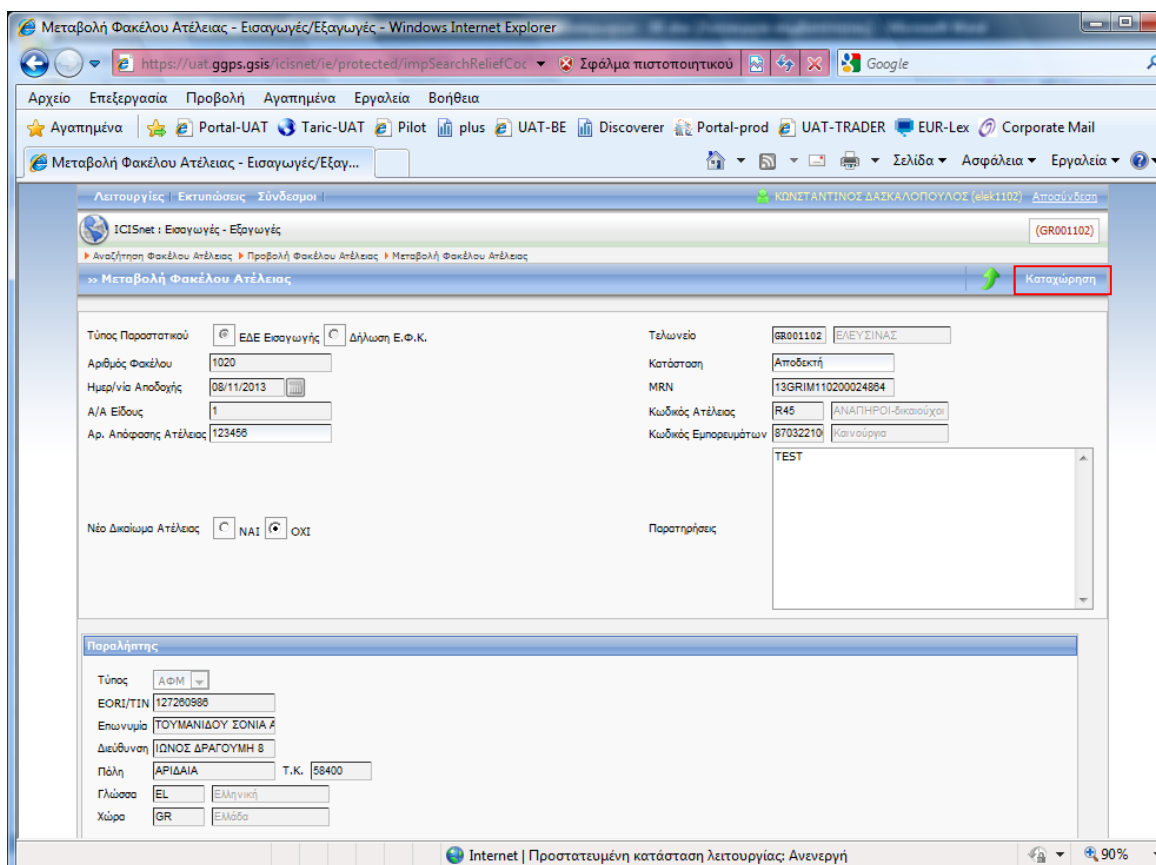 Μεταβολή Φακέλου Ατέλειας - Εισαγωγές/Εξαγωγές - Windows Internet Explorer
https://uat.ggps.gsis/icisnet/ie/protected/impSearchReliefCoc Σφάλμα πιστοποιητικού Google
Αρχείο Επεξεργασία Προβολή Αγαπημένα Εργαλεία Βοήθεια
Αγαπημένα Portal-UAT Taric-UAT Pilot plus UAT-BE Discoverer Portal-prod UAT-TRADER EUR-Lex Corporate Mail
Μεταβολή Φακέλου Ατέλειας - Εισαγωγές/Εξαγ... Σελίδα Ασφάλεια Εργαλεία
Λειτουργίες | Εκτυπώσεις Σύνδεσμοι | ΚΩΝΣΤΑΝΤΙΝΟΣ ΔΑΣΚΑΛΟΠΟΥΛΟΣ (elek1102) Αποσύνδεση
ICISnet : Εισαγωγές - Εξαγωγές (GR001102)
Αναζήτηση Φακέλου Ατέλειας Προβολή Φακέλου Ατέλειας Μεταβολή Φακέλου Ατέλειας
» Μεταβολή Φακέλου Ατέλειας Καταχώρηση
Τύπος Παραστατικού ΕΔΕ Εισαγωγής Δήλωση Ε.Φ.Κ. Τελωνείο GR001102 ΕΛΕΥΣΙΝΑΣ
Αριθμός Φακέλου 1020 Κατάσταση Αποδεκτή
Ημερ/νία Αποδοχής 08/11/2013 MRN 13GRIM110200024864
Α/Α Είδους 1 Κωδικός Ατέλειας R45 ΑΝΑΠΗΡΟΙ-δικαιούχοι
Αρ. Απόφασης Ατέλειας 123456 Κωδικός Εμπορευμάτων 87032210 Καινούργια
TEST
Νέο Δικαίωμα Ατέλειας ΝΑΙ ΟΧΙ Παρατηρήσεις
Παραλήπτης
Τύπος ΑΦΜ
EORI/TIN 127260986
Επωνυμία ΤΟΥΜΑΝΙΔΟΥ ΣΟΝΙΑ Α
Διεύθυνση ΙΩΝΟΣ ΔΡΑΓΟΥΜΗ 8
Πόλη ΑΡΙΔΑΙΑ Τ.Κ. 58400
Γλώσσα EL Ελληνική
Χώρα GR Ελλάδα
Internet | Προστατευμένη κατάσταση λειτουργίας: Ανενεργή 90%